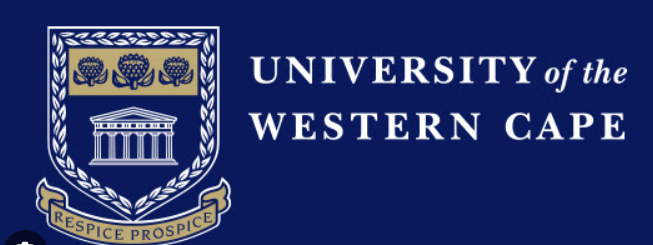 UNIVERSITY of the
WESTERN CAPE
RESPICE PROSPICE